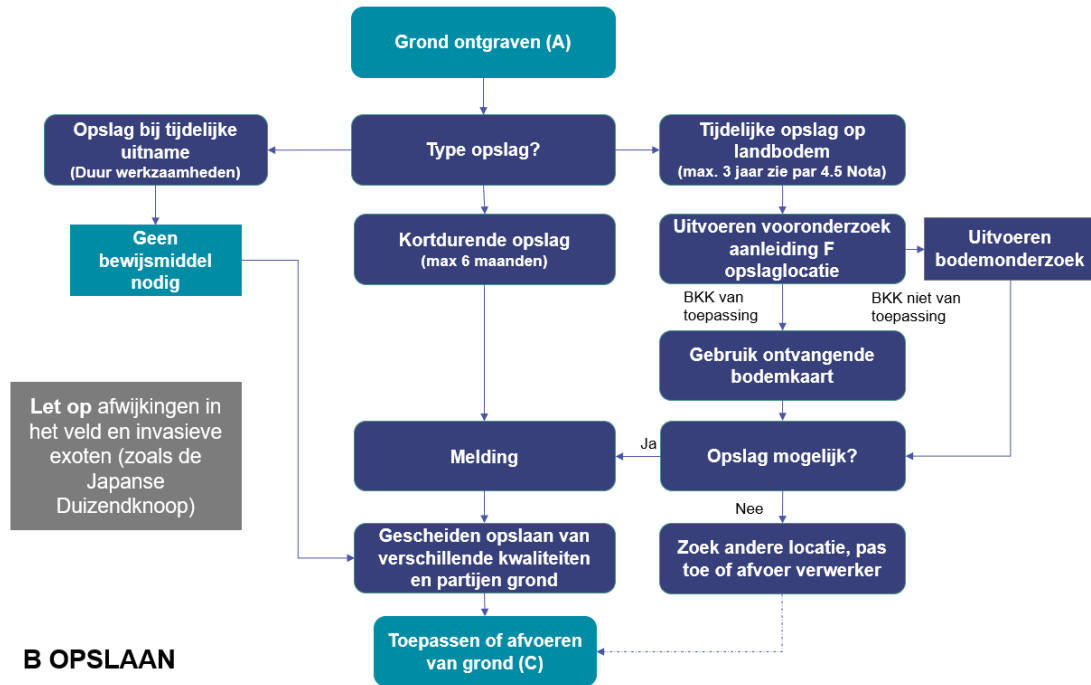 Grond ontgraven (A)
Opslag bij tijdelijke
uitname
(Duur werkzaamheden)
Type opslag?
Tijdelijke opslag op
landbodem
(max. 3 jaar zie par 4.5 Nota)
Geen
bewijsmiddel
nodig
Kortdurende opslag
(max 6 maanden)
Uitvoeren vooronderzoek
aanleiding F
opslaglocatie
Uitvoeren
bodemonderzoek
BKK van
toepassing
BKK niet van
toepassing
Gebruik ontvangende
bodemkaart
Let op afwijkingen in
het veld en invasieve
exoten (zoals de
Japanse
Duizendknoop)
Melding
Ja
Opslag mogelijk?
Nee
Gescheiden opslaan van
verschillende kwaliteiten
en partijen grond
Zoek andere locatie, pas
toe of afvoer verwerker
Toepassen of afvoeren
van grond (C)
B OPSLAAN